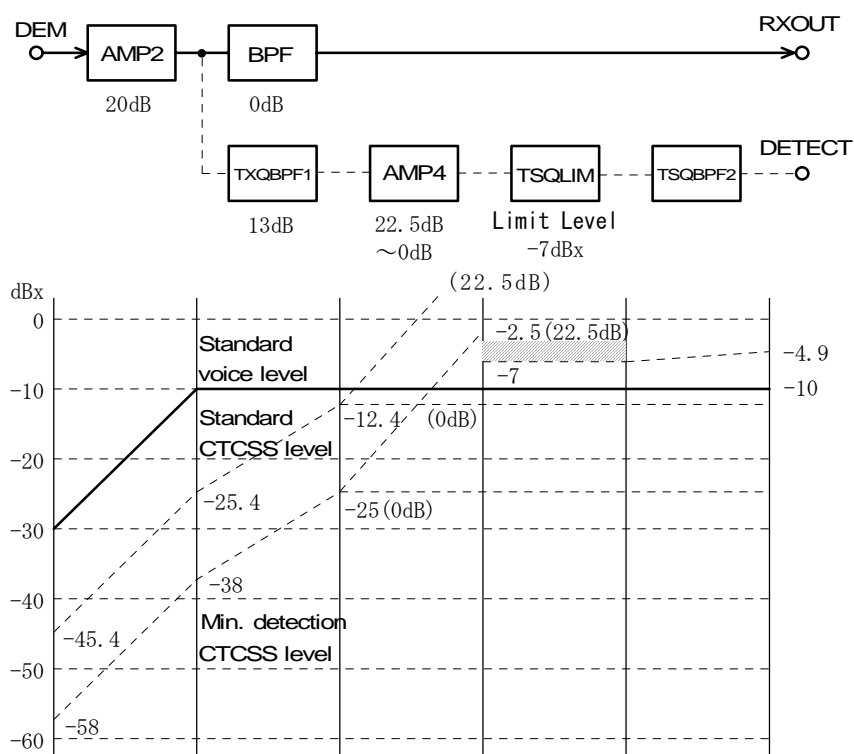 DEM
RXOUT
AMP2
BPF
20dB
0dB
DETECT
TXQBPF1
AMP4
TSQLIM
TSQBPF2
13dB
22.5dB
～0dB
Limit Level
-7dBx
dBx
(22.5dB)
0
-2.5(22.5dB)
Standard
voice level
-4.9
-7
-10
-10
Standard
CTCSS level
-12.4
(0dB)
-20
-25.4
-25(0dB)
-30
-38
-40
Min. detection
CTCSS level
-45.4
-50
-58
-60